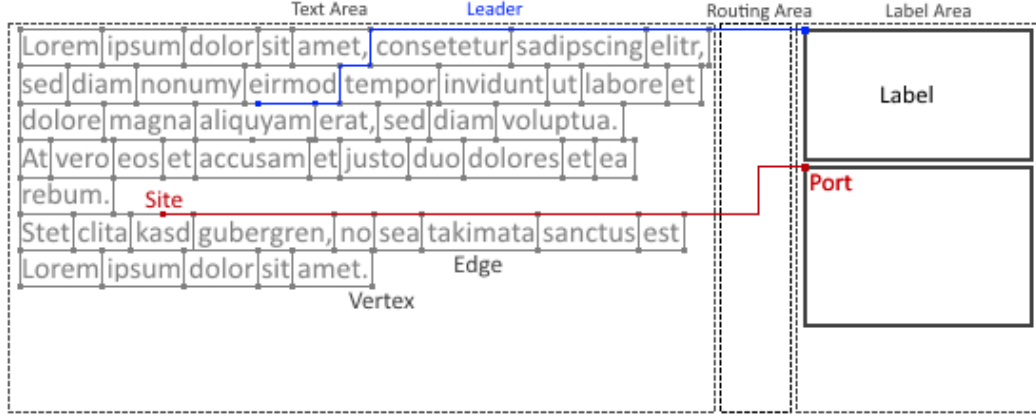 Text Area Leader Routing Area Label Area
Lorem ipsum dolor sit amet, consetetur sadipscing elitr,
sed diam nonumy eirmod tempor invidunt ut labore et
Label
dolore magna aliquyam erat, sed diam voluptua.
At vero eos et accusam et justo duo dolores et ea
Port
rebum.
Site
Stet clita kasd gubergren, no sea takimata sanctus est
Lorem ipsum dolor sit amet.
Edge
Vertex